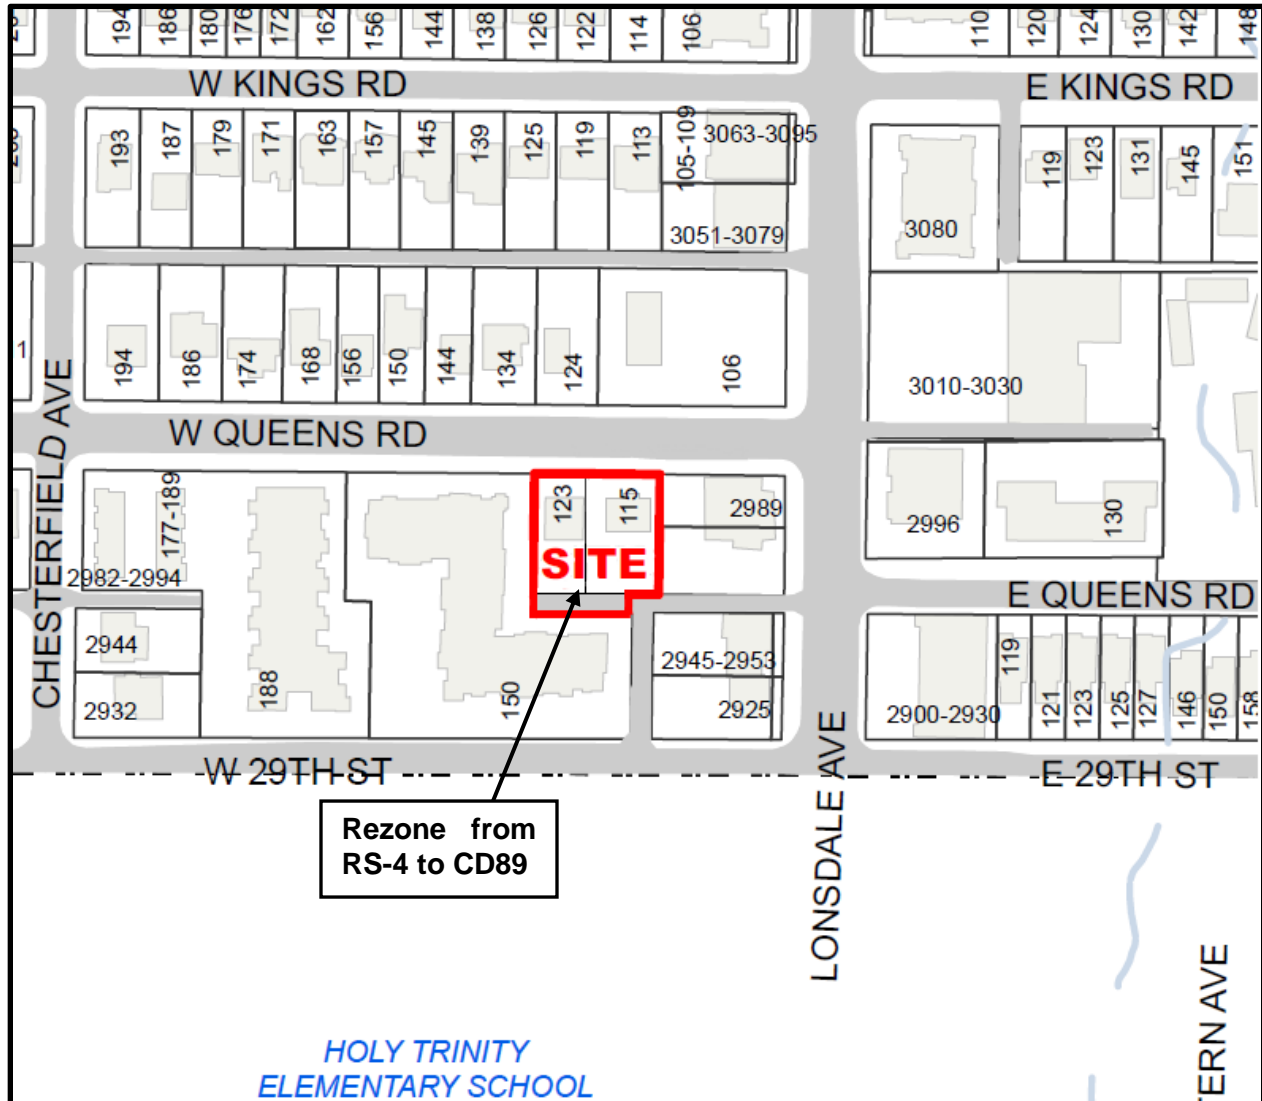 194 186 180 176 172 162 156 144 138 126 122 114 106 110 120 124 130 142 148
W KINGS RD
E KINGS RD
193 187 179 171 163 157 145 139 125 119 113 105-109 3063-3095
119 123 131 145 151
3080
3051-3079
1
194 186 174 168 156 150 144 134 124 106
3010-3030
CHESTERFIELD AVE
W QUEENS RD
177-189
123 115
2989
2996
130
SITE
2982-2994
E QUEENS RD
2944
188
150
2945-2953
119
121 123 125 127 146 150 158
2932
2925
2900-2930
W 29TH ST
E 29TH ST
LONSDALE AVE
Rezone from
RS-4 to CD89
TERN AVE
HOLY TRINITY
ELEMENTARY SCHOOL